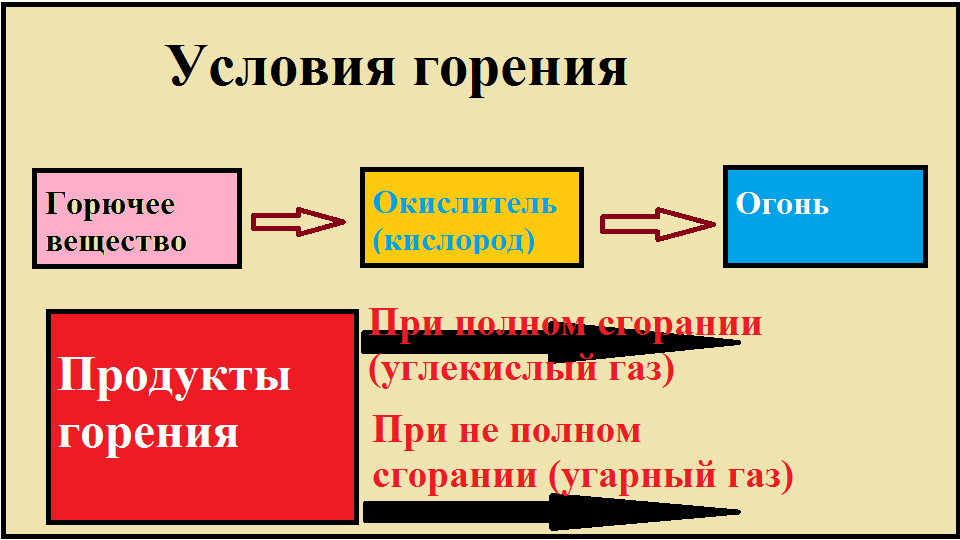 Условия горения
Горючее
вещество
Окислитель
(кислород)
Огонь
Продукты
горения
При полном сгорании
(углекислый газ)
При не полном
сгорании (угарный газ)